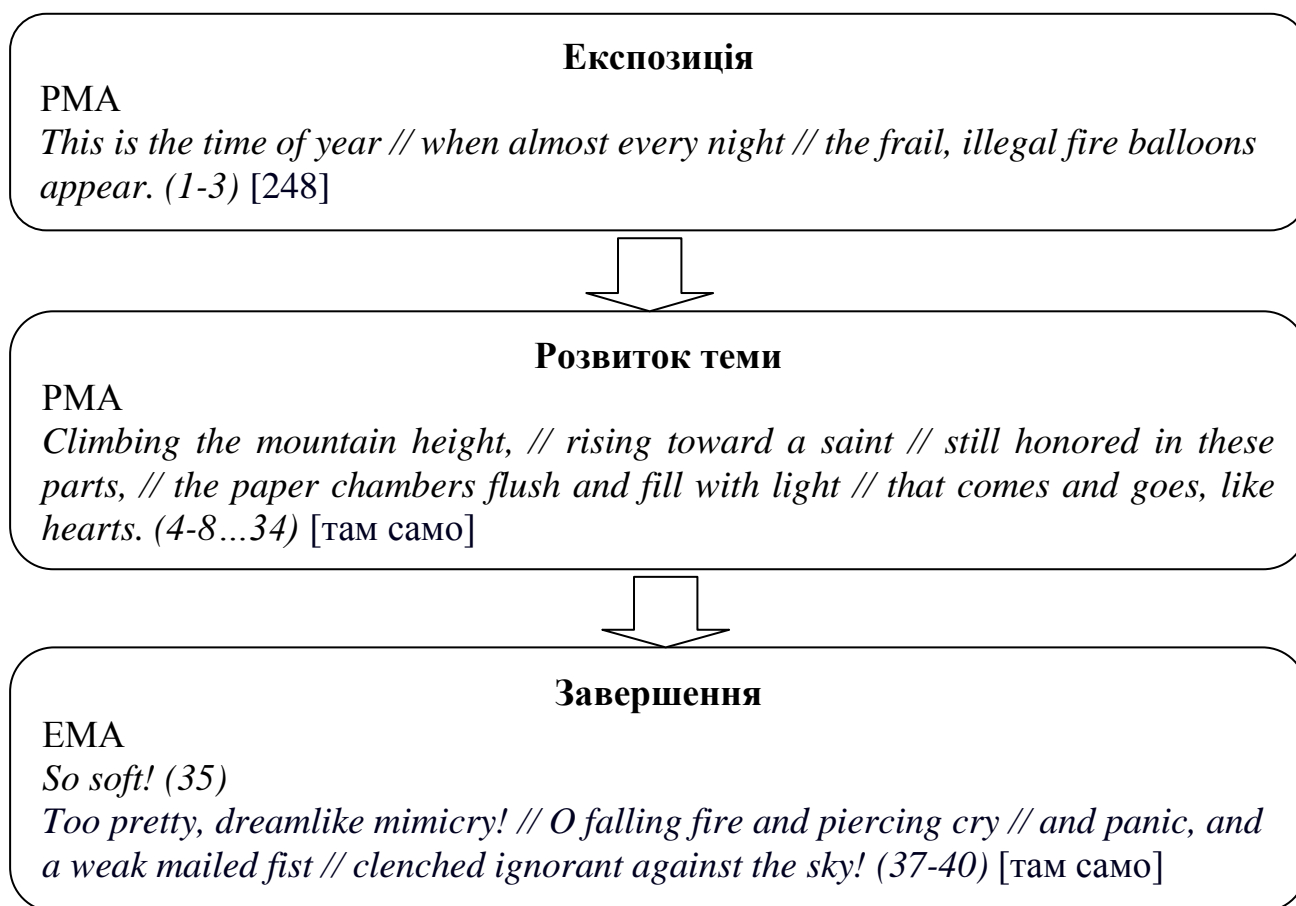 Експозиція
РМА
This is the time of year // when almost every night // the frail, illegal fire balloons
appear. (1-3) [248]
Розвиток теми
РМА
Climbing the mountain height, // rising toward a saint // still honored in these
parts, // the paper chambers flush and fill with light // that comes and goes, like
hearts. (4-8…34) [там само]
Завершення
ЕМА
So soft! (35)
Too pretty, dreamlike mimicry! // O falling fire and piercing cry // and panic, and
a weak mailed fist // clenched ignorant against the sky! (37-40) [там само]